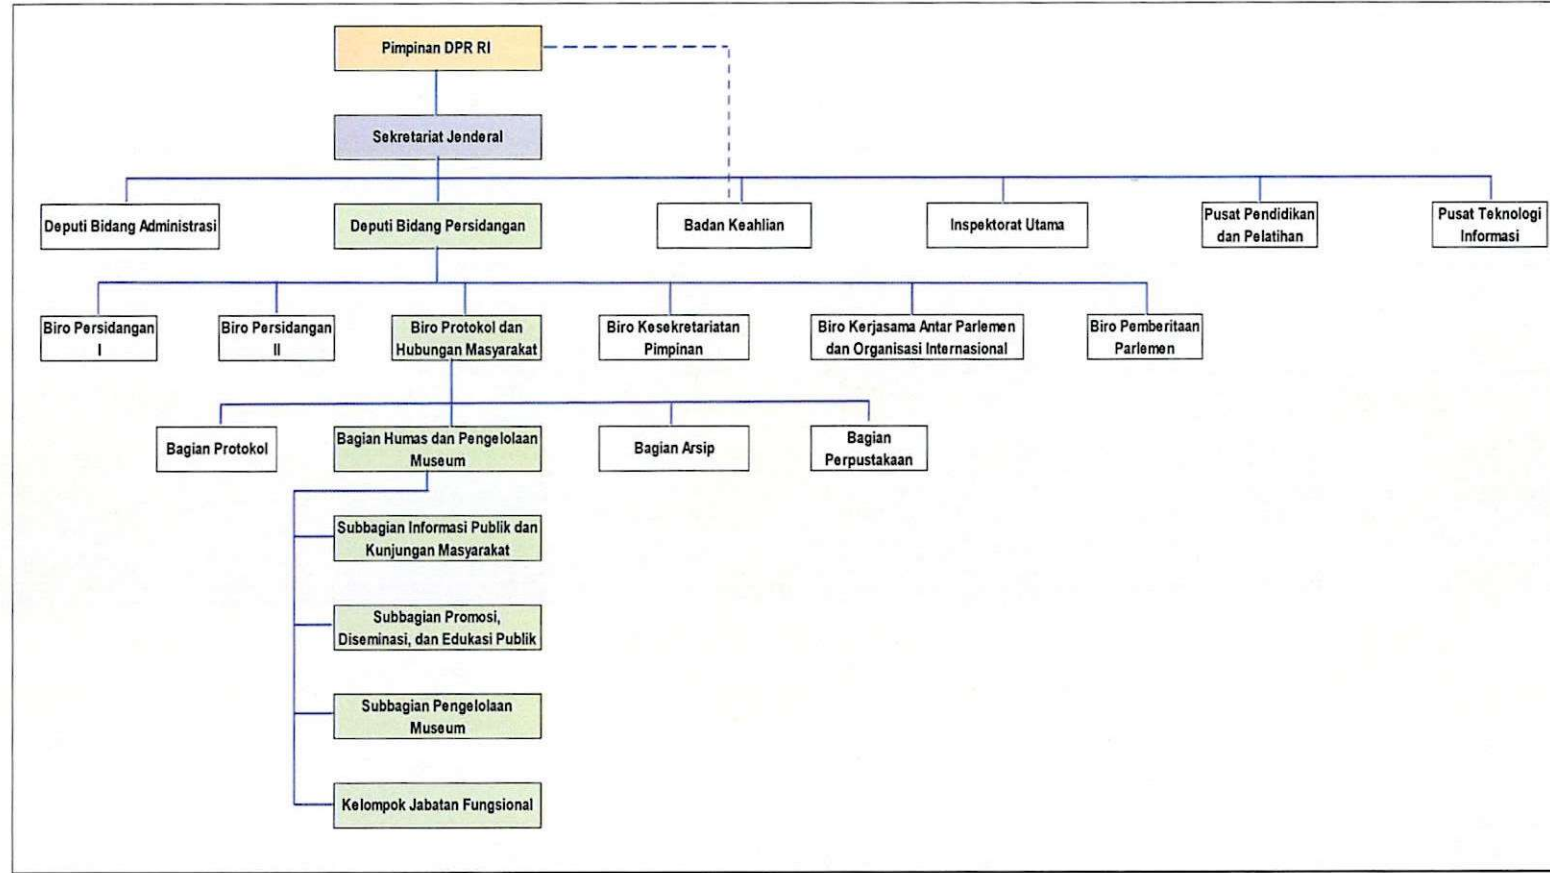 Pimpinan DPR RI
Sekretariat Jenderal
Deputi Bidang Administrasi
Deputi Bidang Persidangan
Badan Keahlian
Inspektorat Utama
Pusat Pendidikan
dan Pelatihan
Pusat Teknologi
Informasi
Biro Persidangan
I
Biro Persidangan
II
Biro Protokol dan
Hubungan Masyarakat
Biro Kesekretariatan
Pimpinan
Biro Kerjasama Antar Parlemen
dan Organisasi Internasional
Biro Pemberitaan
Parlemen
Bagian Protokol
Bagian Humas dan Pengelolaan
Museum
Bagian Arsip
Bagian
Perpustakaan
Subbagian Informasi Publik dan
Kunjungan Masyarakat
Subbagian Promosi,
Diseminasi, dan Edukasi Publik
Subbagian Pengelolaan
Museum
Kelompok Jabatan Fungsional